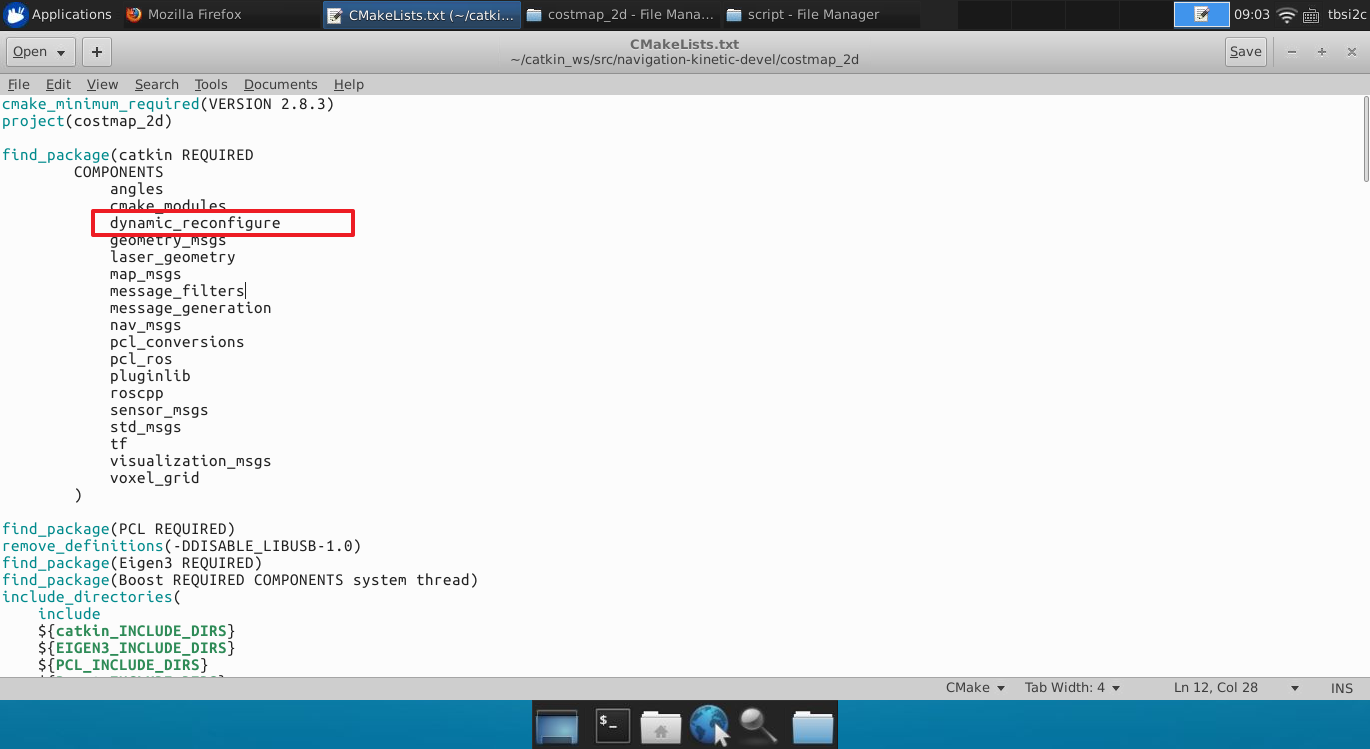 Applications Mozilla Firefox CMakeLists.txt (~/catki... costmap_2d - File Mana... script - File Manager 09:03 tbsi2c
Open + CMakeLists.txt Save
~/catkin_ws/src/navigation-kinetic-devel/costmap_2d
File Edit View Search Tools Documents Help
cmake_minimum_required(VERSION 2.8.3)
project(costmap_2d)
find_package(catkin REQUIRED
COMPONENTS
angles
cmake_modules
dynamic_reconfigure
geometry_msgs
laser_geometry
map_msgs
message_filters
message_generation
nav_msgs
pcl_conversions
pcl_ros
pluginlib
roscpp
sensor_msgs
std_msgs
tf
visualization_msgs
voxel_grid
)
find_package(PCL REQUIRED)
remove_definitions(-DDISABLE_LIBUSB-1.0)
find_package(Eigen3 REQUIRED)
find_package(Boost REQUIRED COMPONENTS system thread)
include_directories(
include
${catkin_INCLUDE_DIRS}
${EIGEN3_INCLUDE_DIRS}
${PCL_INCLUDE_DIRS}
CMake Tab Width: 4 Ln 12, Col 28 INS
$_